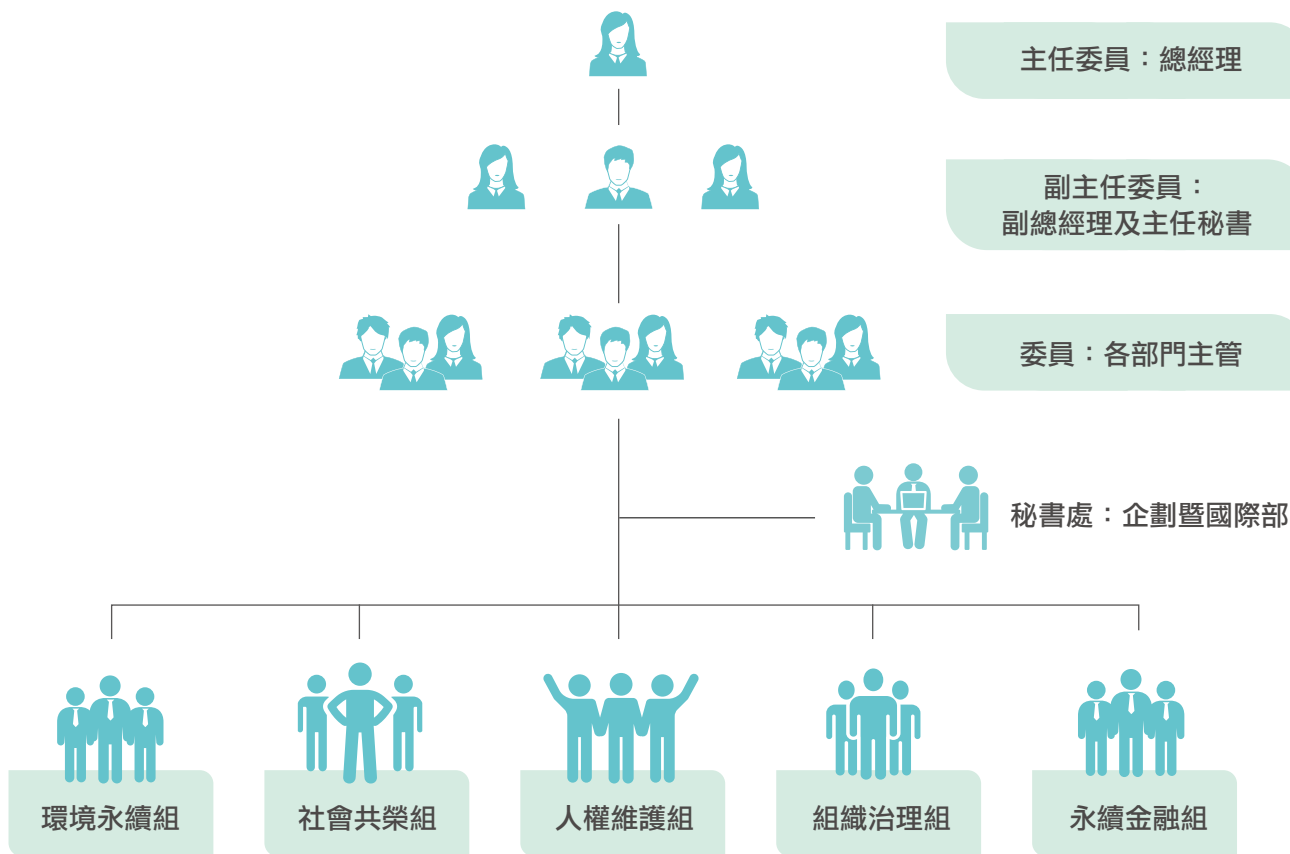 主任委員：總經理
副主任委員：
副總經理及主任秘書
委員：各部門主管
秘書處：企劃暨國際部
環境永續組
社會共榮組
人權維護組
組織治理組
永續金融組